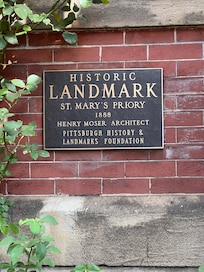 HISTORIC
LANDMARK
ST. MARY'S PRIORY
1888
HENRY MOSER ARCHITECT
PITTSBURGH HISTORY &
LANDMARKS FOUNDATION